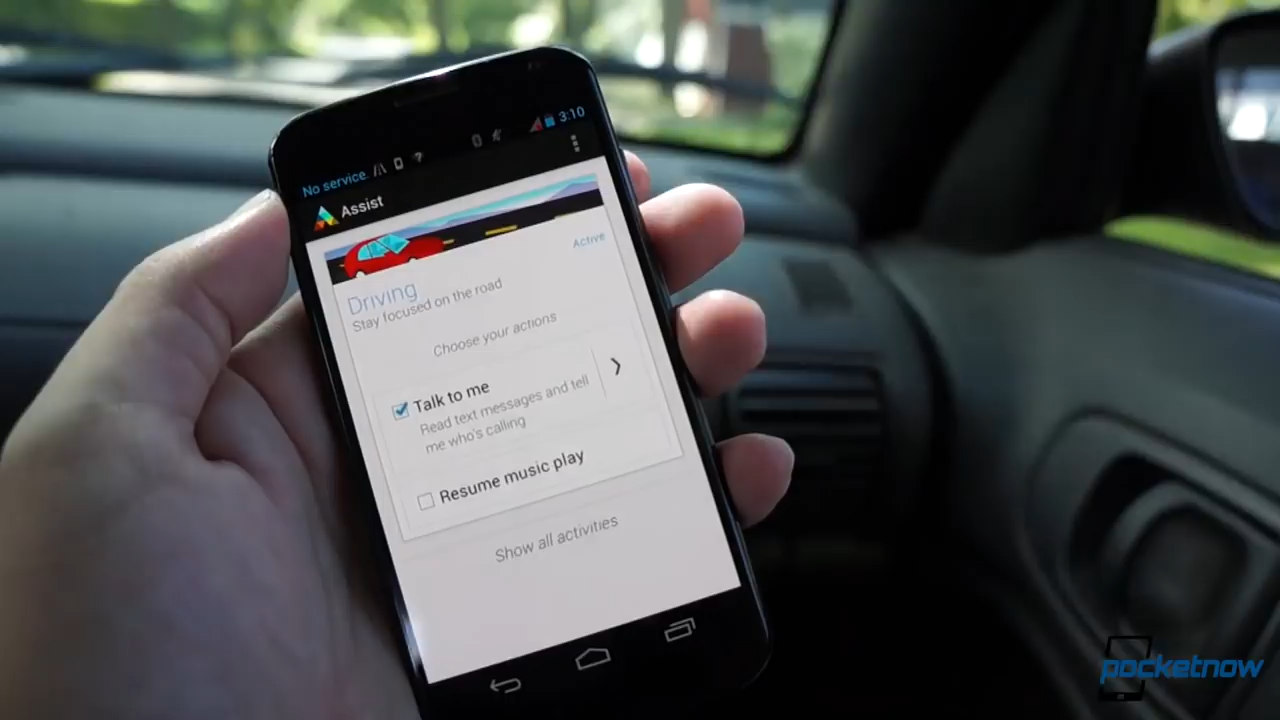 No service
3:10
Assist
Active
Driving
Stay focused on the road
Choose your actions
Talk to me
Read text messages and tell
me who's calling
Resume music play
Show all activities
pocketnow